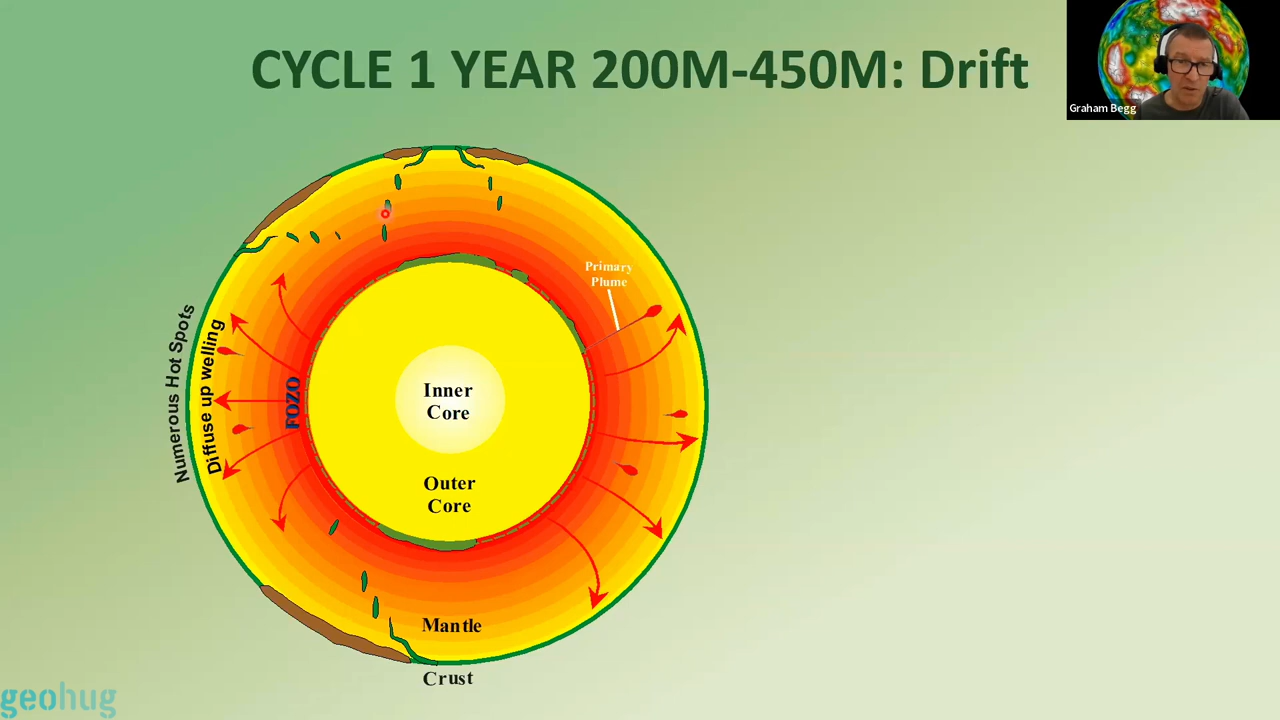 CYCLE 1 YEAR 200M-450M: Drift
Graham Begg
Primary
Plume
Numerous Hot Spots
Diffuse up welling
FOZO
Inner
Core
Outer
Core
Mantle
Crust
geohug